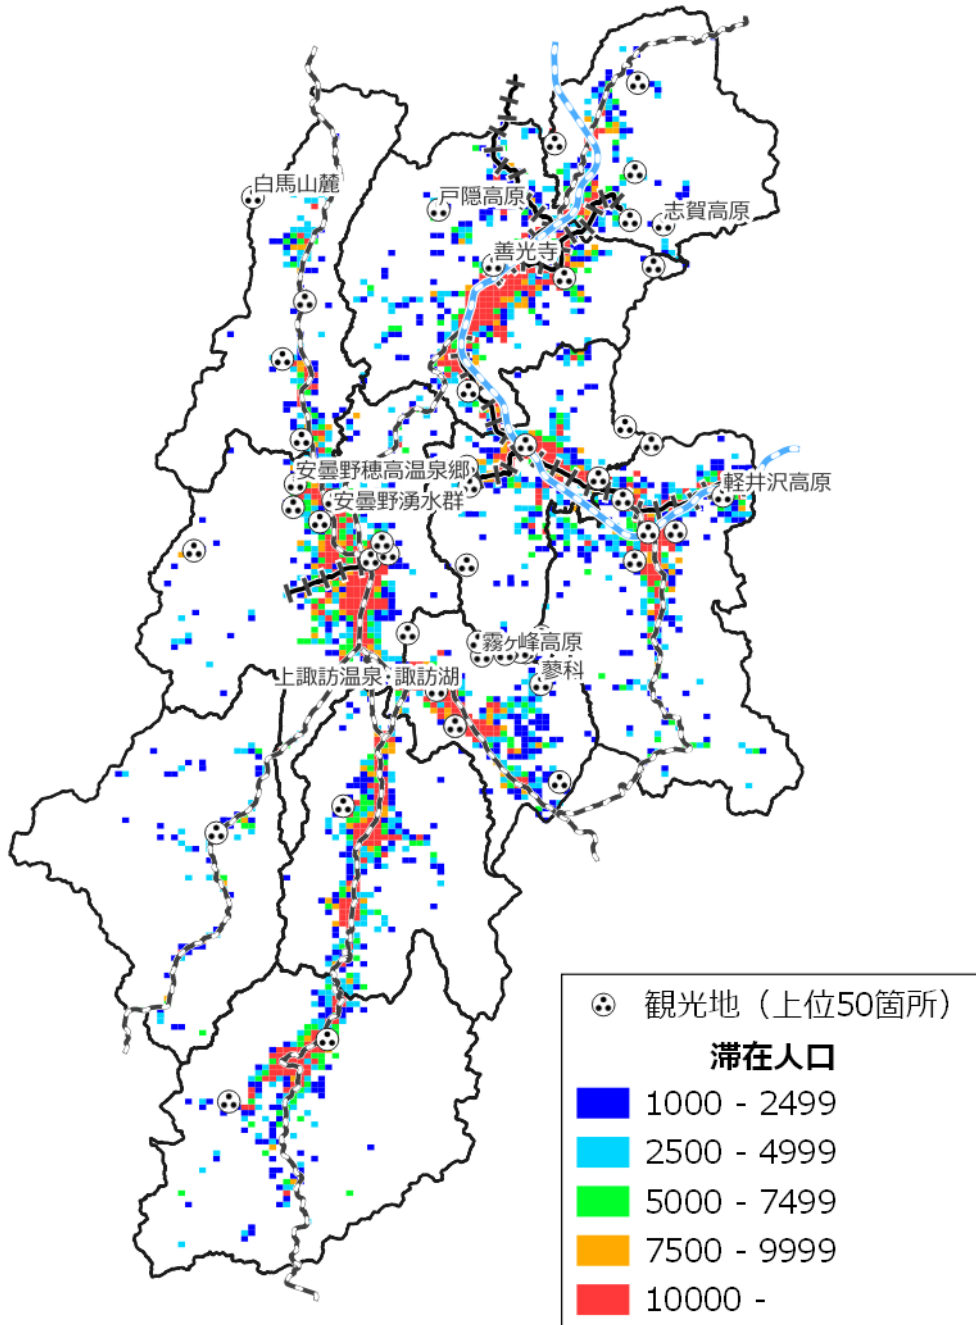 白馬山麓
戸隠高原
志賀高原
善光寺
安曇野穂高温泉郷
軽井沢高原
安曇野湧水群
霧ヶ峰高原
蓼科
上諏訪温泉・諏訪湖
観光地（上位50箇所）
滞在人口
1000 - 2499
2500 - 4999
5000 - 7499
7500 - 9999
10000 -